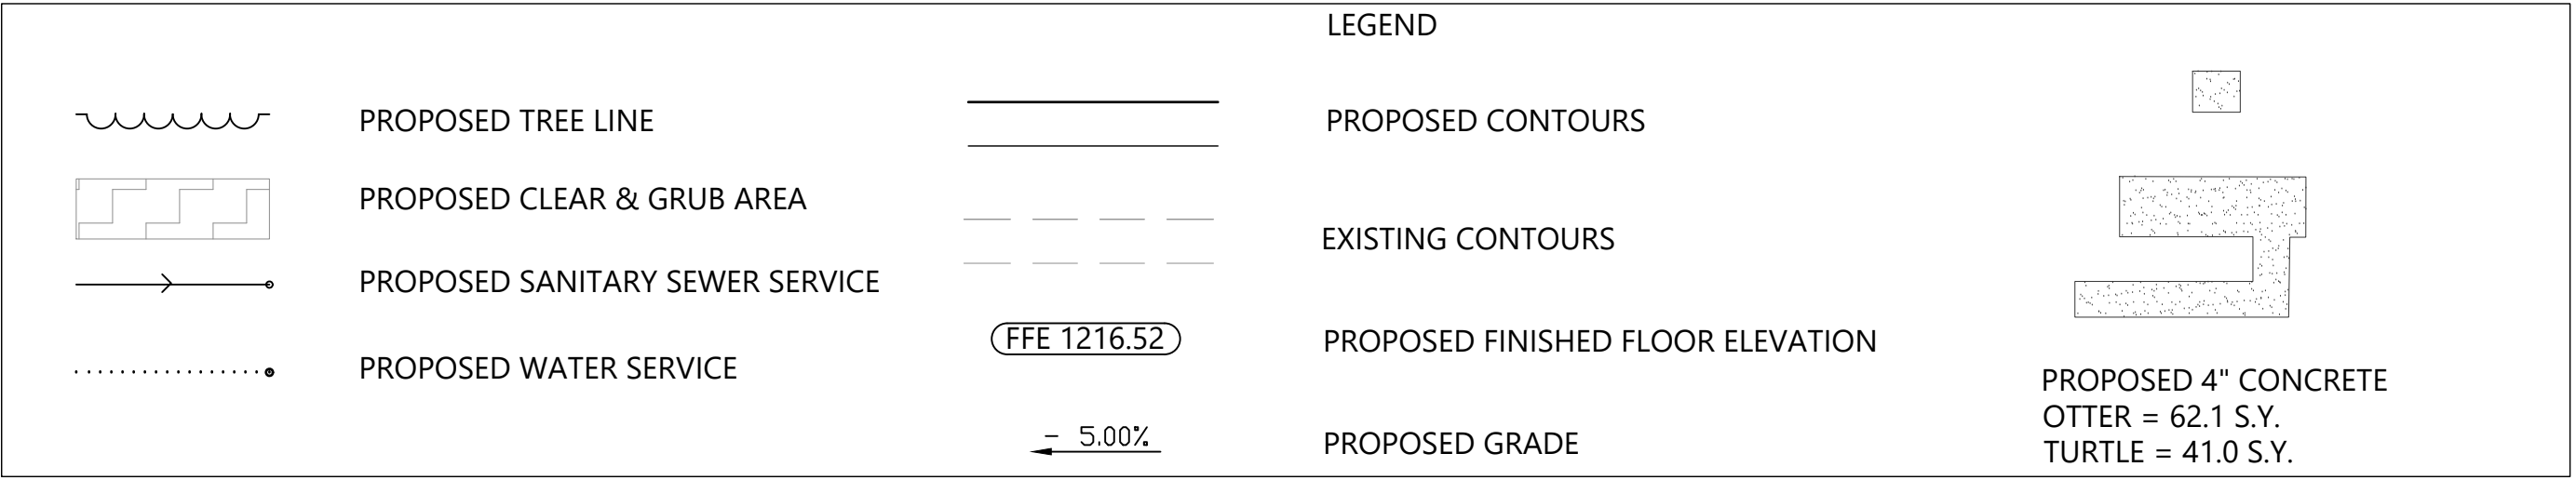 LEGEND
PROPOSED TREE LINE
PROPOSED CLEAR & GRUB AREA
PROPOSED SANITARY SEWER SERVICE
PROPOSED WATER SERVICE
PROPOSED CONTOURS
EXISTING CONTOURS
FFE 1216.52
PROPOSED FINISHED FLOOR ELEVATION
- 5.00%
PROPOSED GRADE
PROPOSED 4" CONCRETE
OTTER = 62.1 S.Y.
TURTLE = 41.0 S.Y.